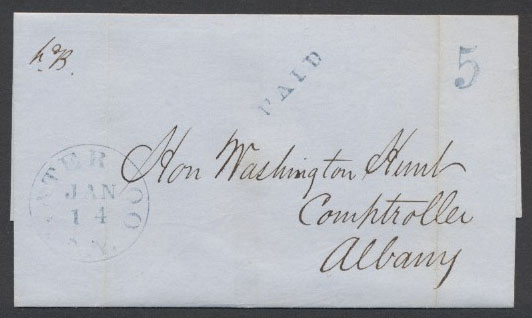 PAID
5
JAN
14
Hon Washington Hunt
Comptroller
Albany